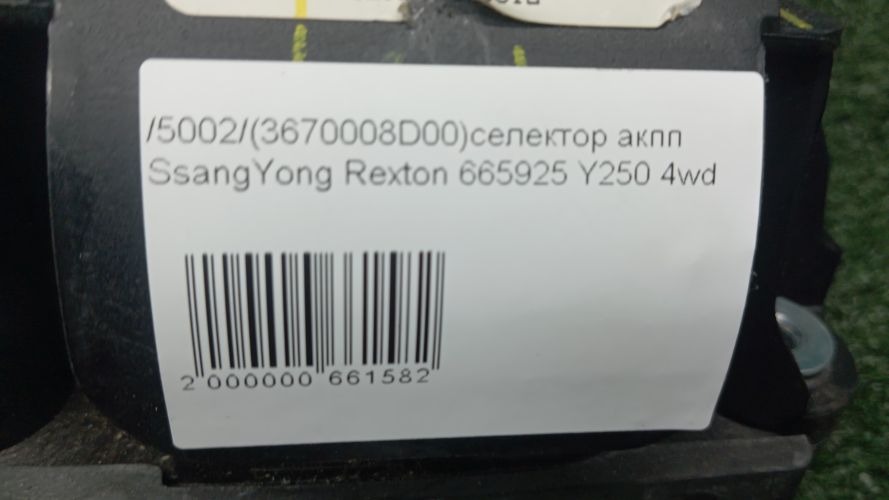 /5002/(3670008D00)селектор акпп
SsangYong Rexton 665925 Y250 4wd
2 000000 661582